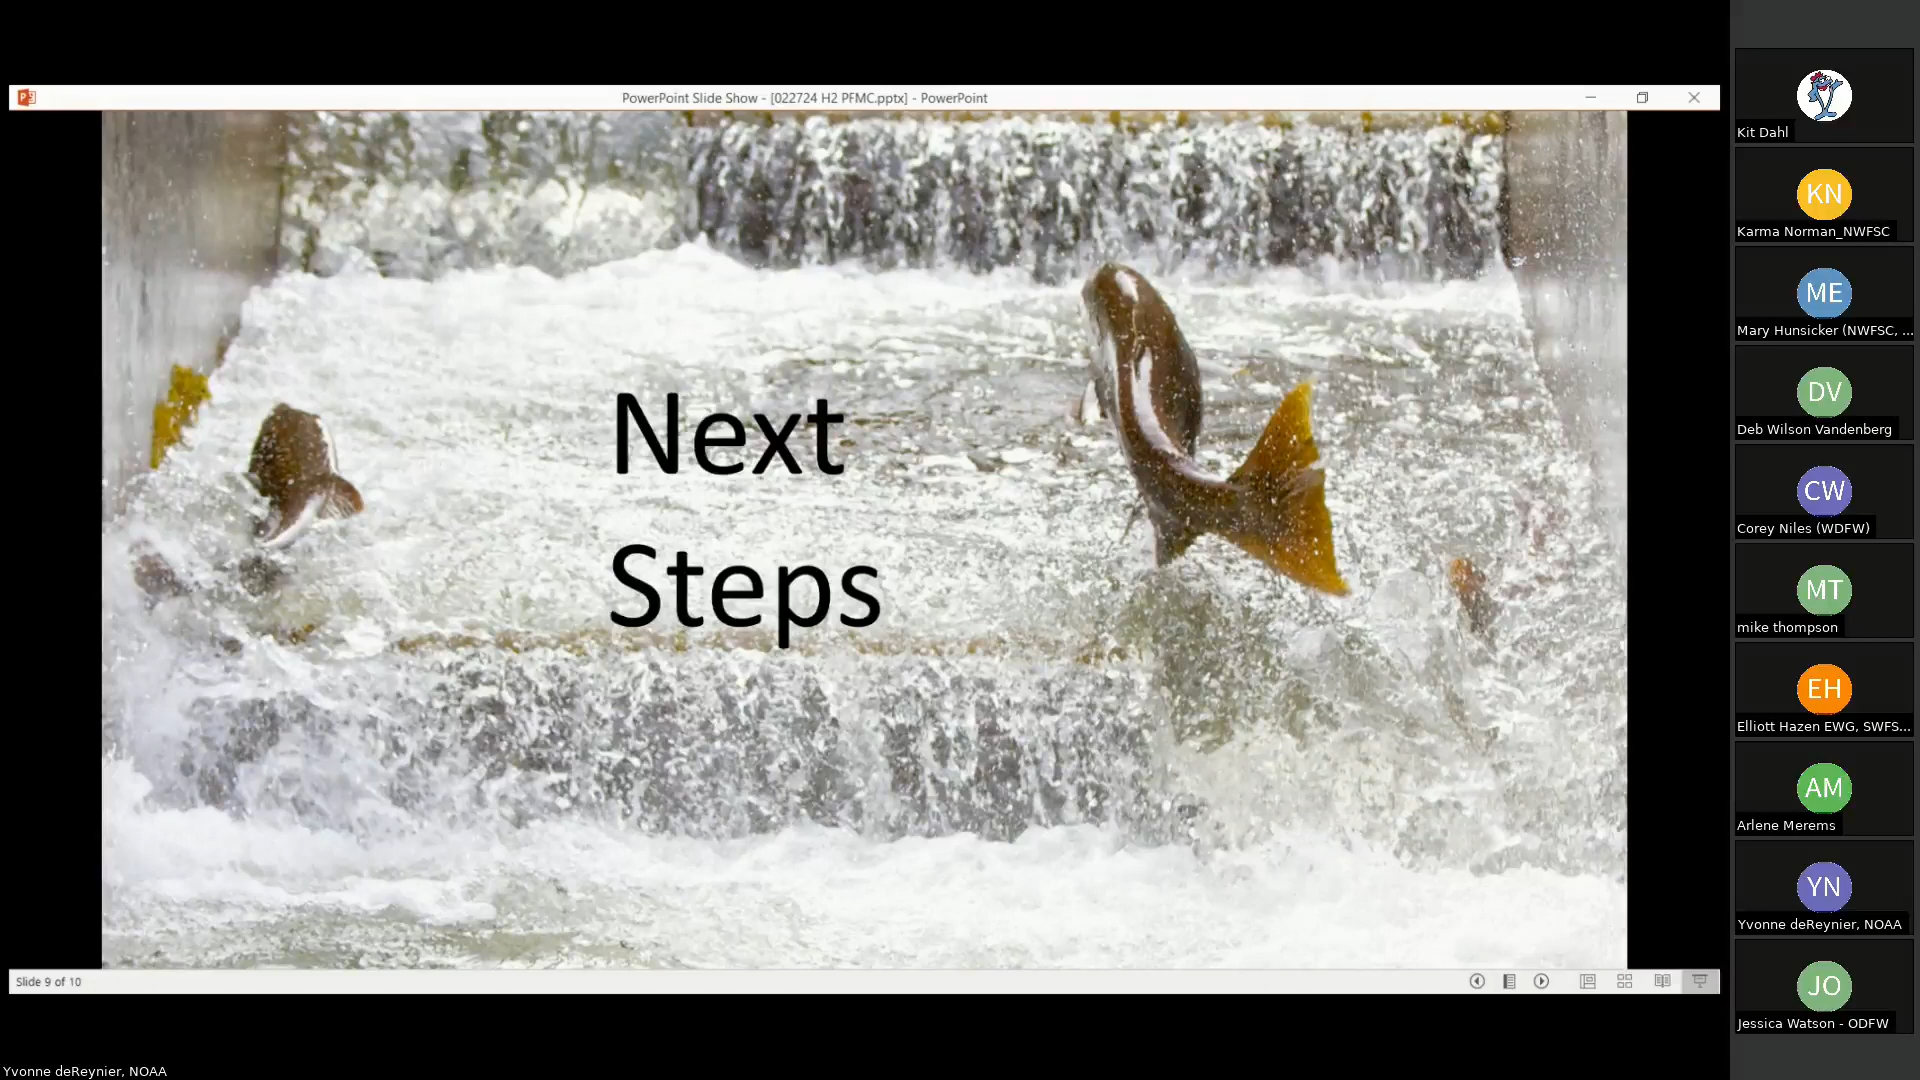 PowerPoint Slide Show - [022724 H2 PFMC.pptx] - PowerPoint
Next
Steps
Slide 9 of 10
Kit Dahl
KN
Karma Norman_NWFSC
ME
Mary Hunsicker (NWFSC, ...
DV
Deb Wilson Vandenberg
CW
Corey Niles (WDFW)
MT
mike thompson
EH
Elliott Hazen EWG, SWFS...
AM
Arlene Merems
YN
Yvonne deReynier, NOAA
JO
Jessica Watson - ODFW
Yvonne deReynier, NOAA